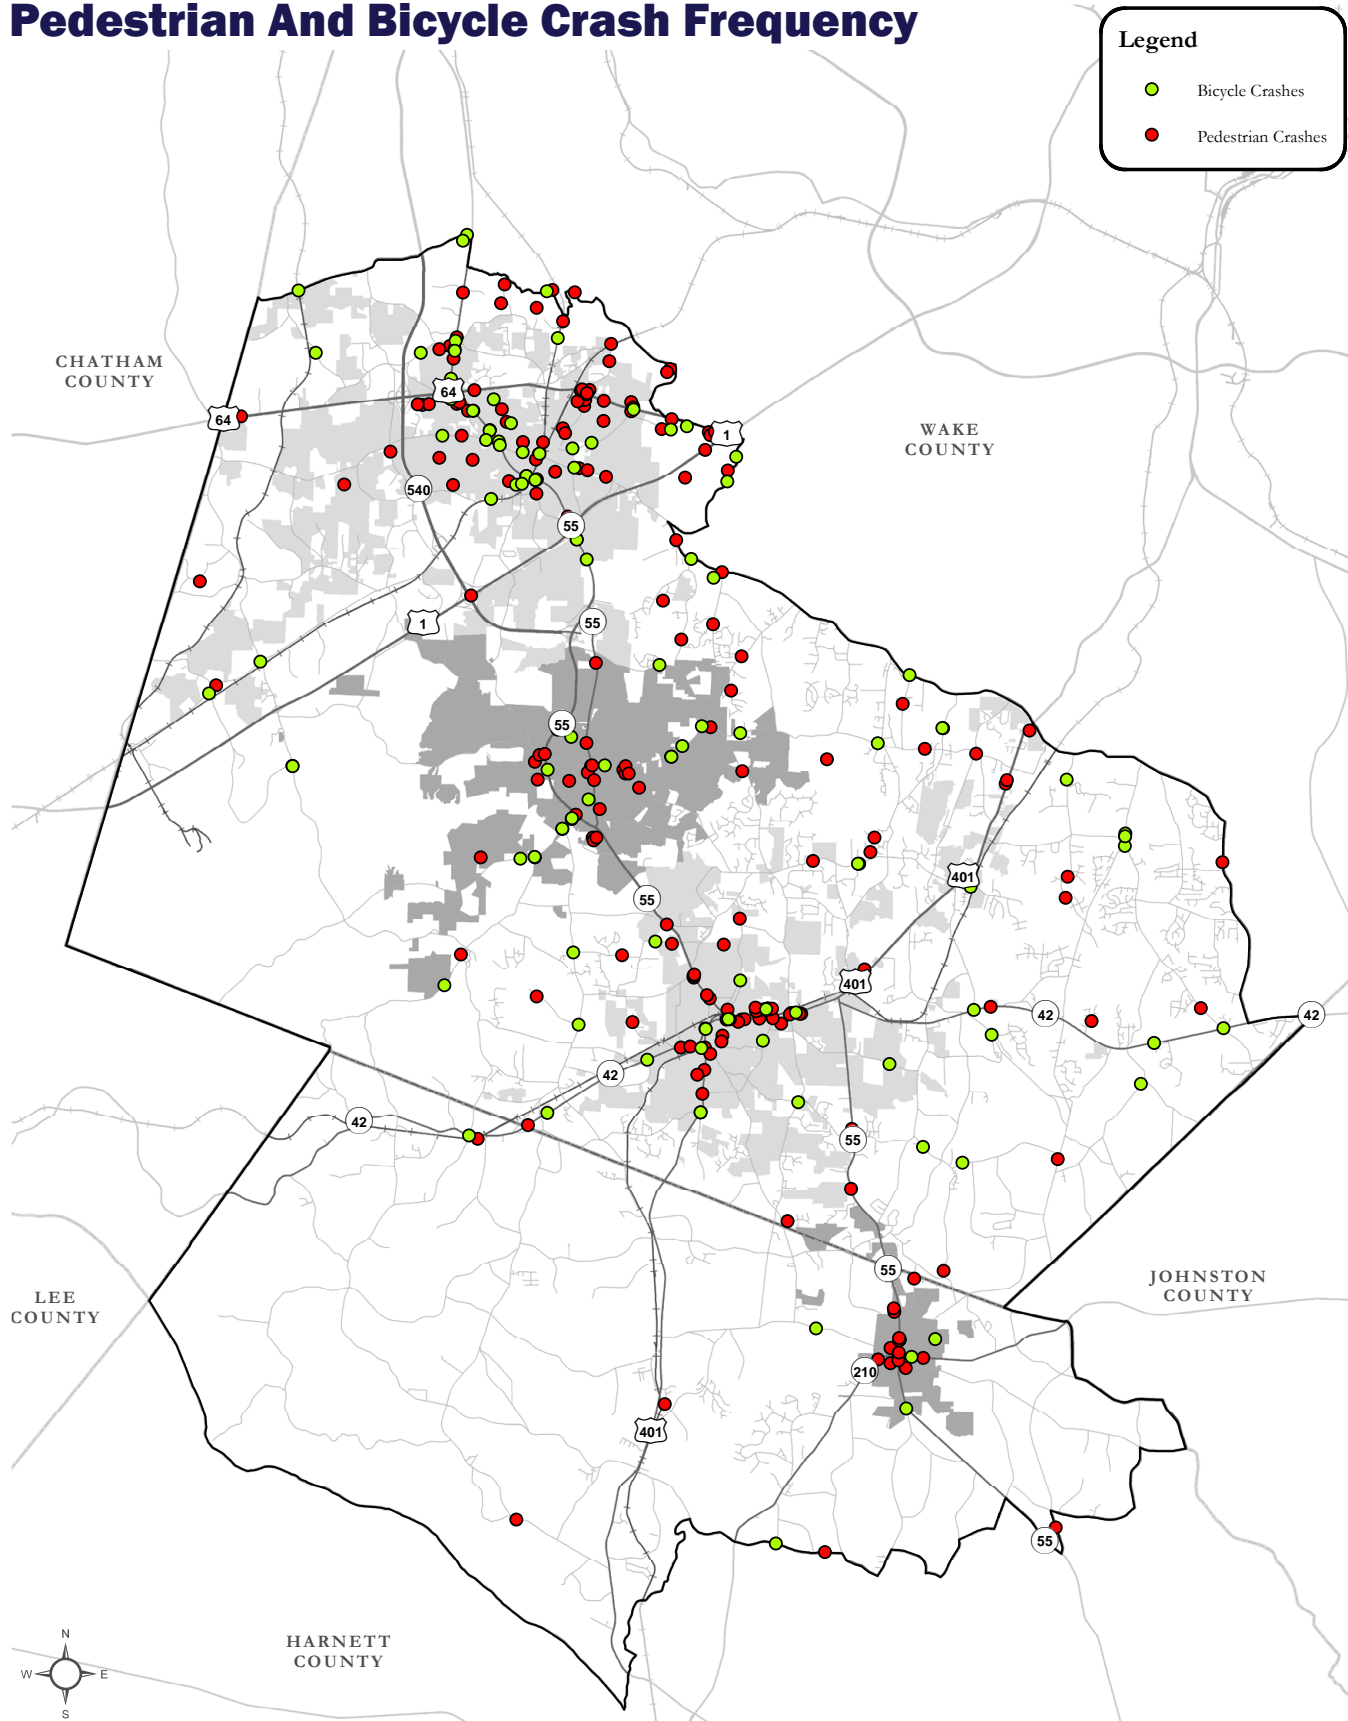 Pedestrian And Bicycle Crash Frequency
Legend
Bicycle Crashes
Pedestrian Crashes
CHATHAM
COUNTY
64
64
1
WAKE
COUNTY
540
55
1
55
55
401
55
401
42
42
42
42
55
55
JOHNSTON
COUNTY
LEE
COUNTY
210
401
55
HARNETT
COUNTY
N
W
E
S